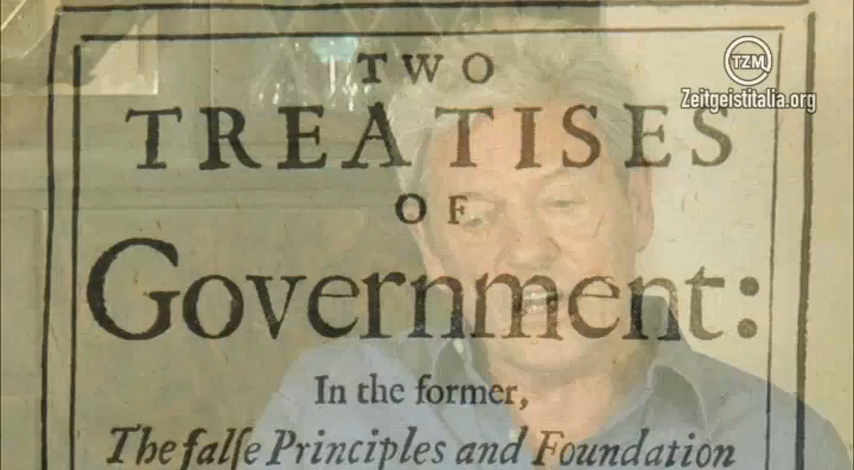 TZM
Zeitgeistitalia.org
TWO
TREATISES
OF
Government:
In the former,
The falſe Principles and Foundation